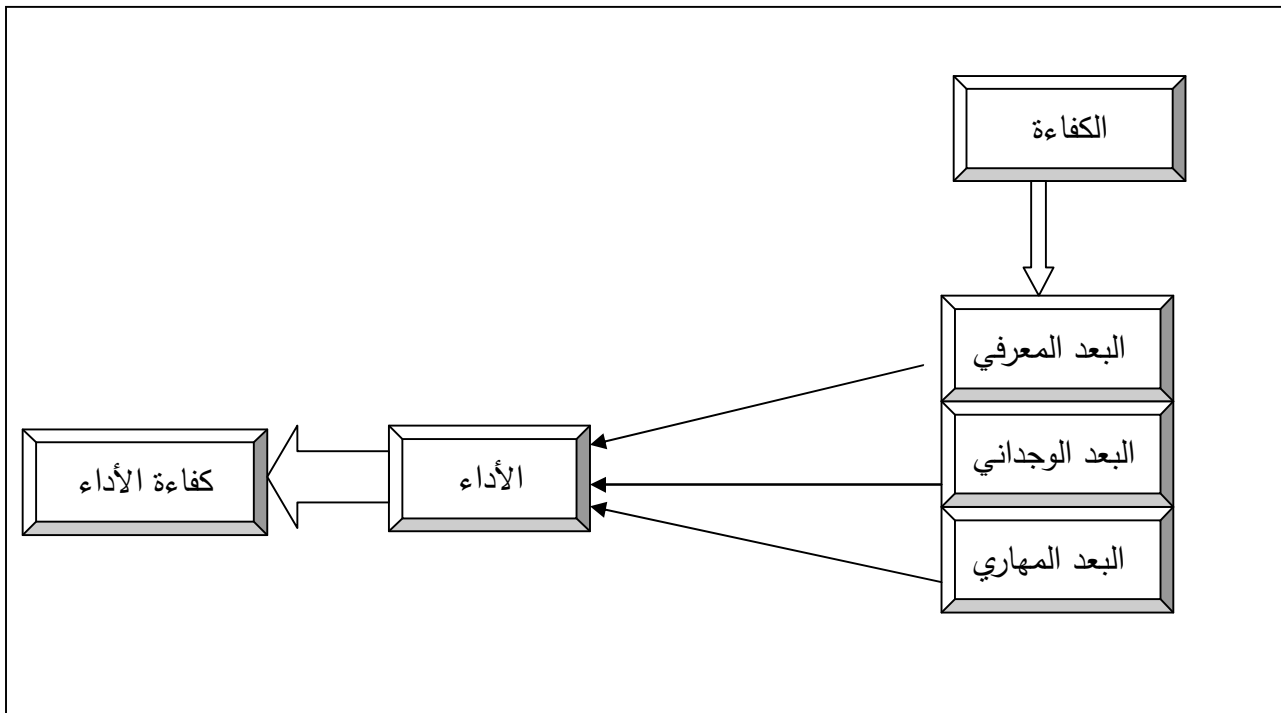 الكفاءة
البعد المعرفي
البعد الوجداني
البعد المهاري
الأداء
كفاءة الأداء